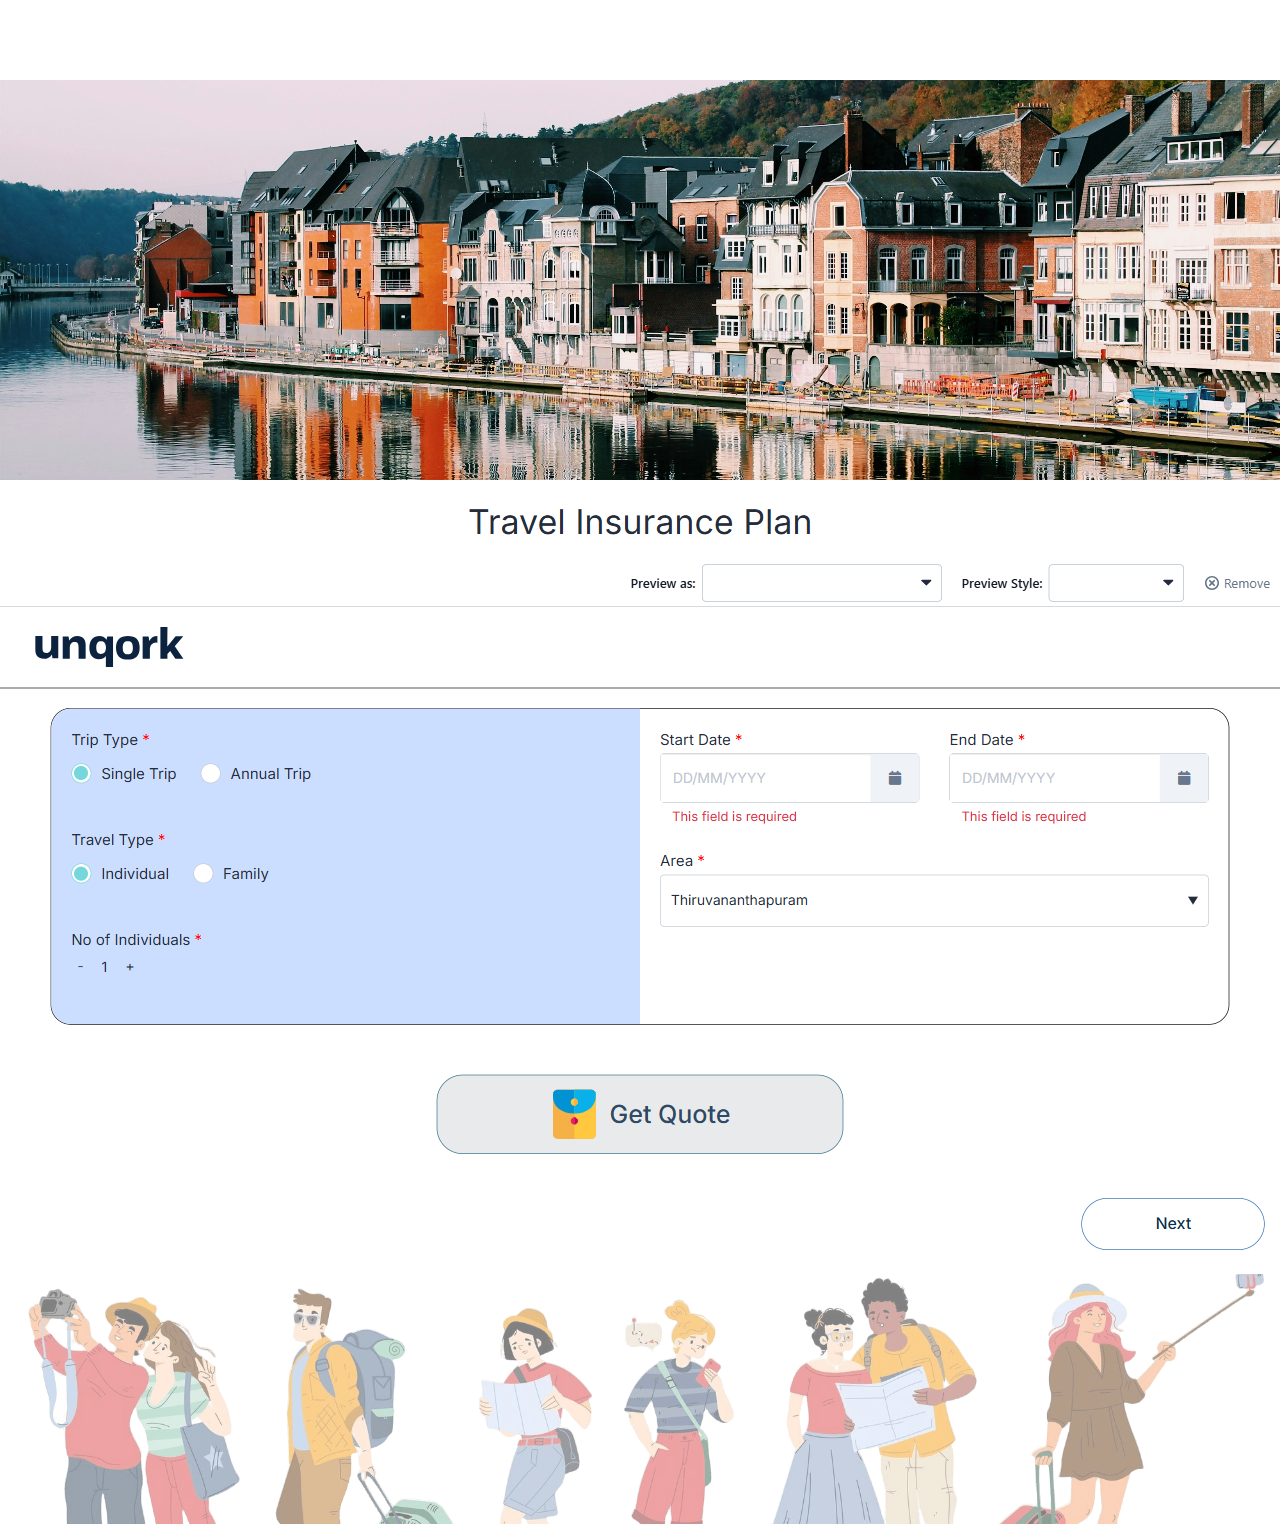 Travel Insurance Plan
Preview as:
Preview Style:
Remove
unqork
Trip Type *
Single Trip
Annual Trip
Travel Type *
Individual
Family
No of Individuals *
- 1 +
Start Date *
DD/MM/YYYY
This field is required
End Date *
DD/MM/YYYY
This field is required
Area *
Thiruvananthapuram
Get Quote
Next